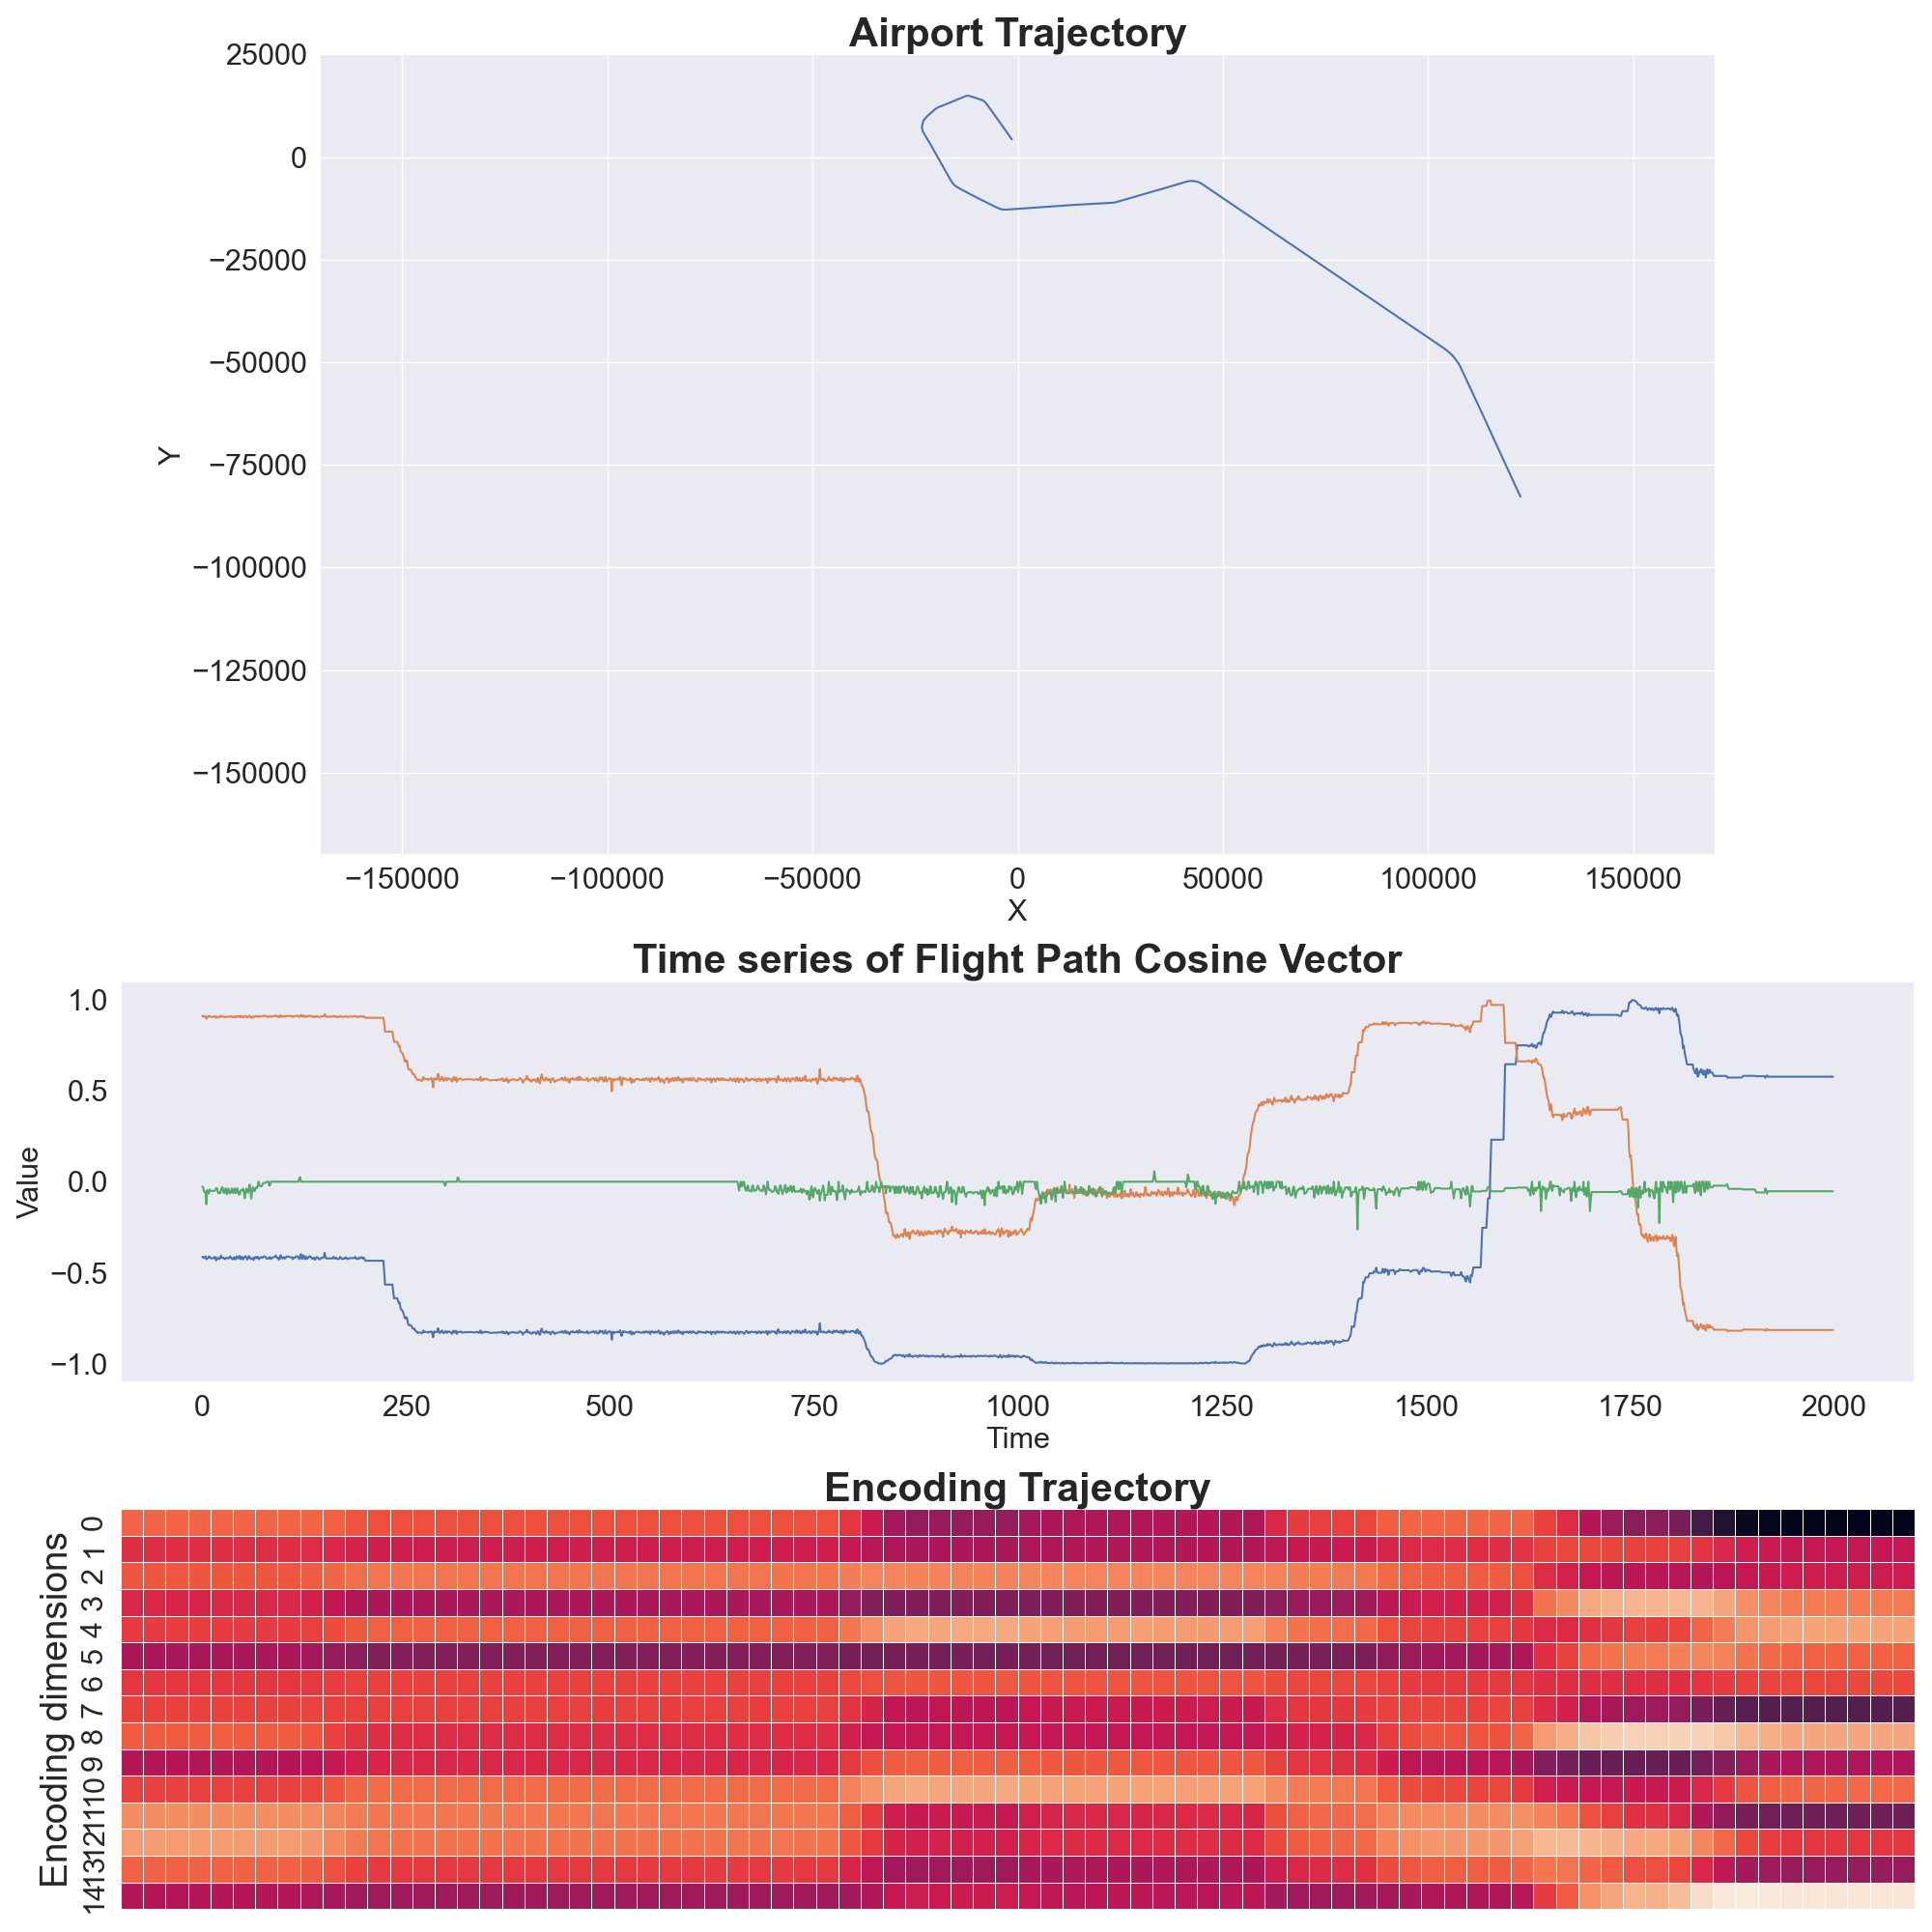 Airport Trajectory
25000
0
−25000
−50000
−75000
−100000
−125000
−150000
Y
−150000 −100000 −50000 0 50000 100000 150000
X
Time series of Flight Path Cosine Vector
1.0
0.5
0.0
−0.5
−1.0
Value
0 250 500 750 1000 1250 1500 1750 2000
Time
Encoding Trajectory
Encoding dimensions
0
1
2
3
4
5
6
7
8
9
10
11
12
13
14